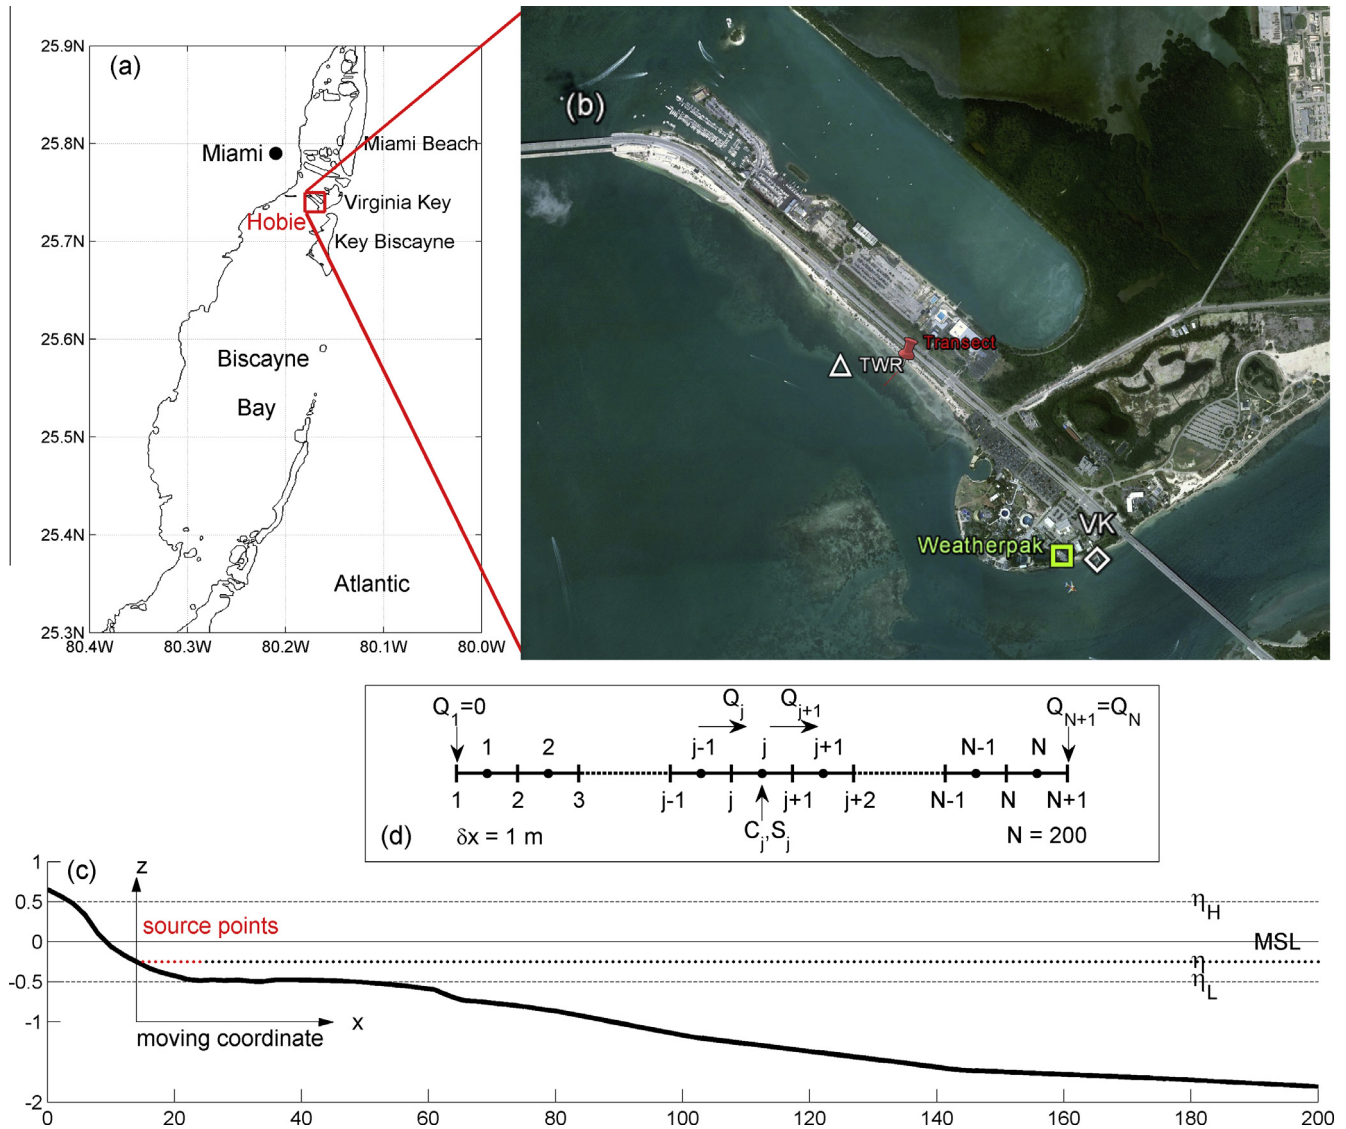 (a)
25.9N
25.8N
25.7N
25.6N
25.5N
25.4N
25.3N
80.4W
80.3W
80.2W
80.1W
80.0W
Miami
Miami Beach
Virginia Key
Hobie
Key Biscayne
Biscayne
Bay
Atlantic
(b)
Transect
TWR
VK
Weatherpak
Q1=0
Qj
Qj+1
QN+1=QN
1
2
j-1
j
j+1
N-1
N
1
2
3
j-1
j
j+1
j+2
N-1
N
N+1
(d)
δx = 1 m
Cj,Sj
N = 200
(c)
z
1
0.5
0
-0.5
-1
-2
source points
ηH
MSL
η
ηL
x
moving coordinate
0
20
40
60
80
100
120
140
160
180
200